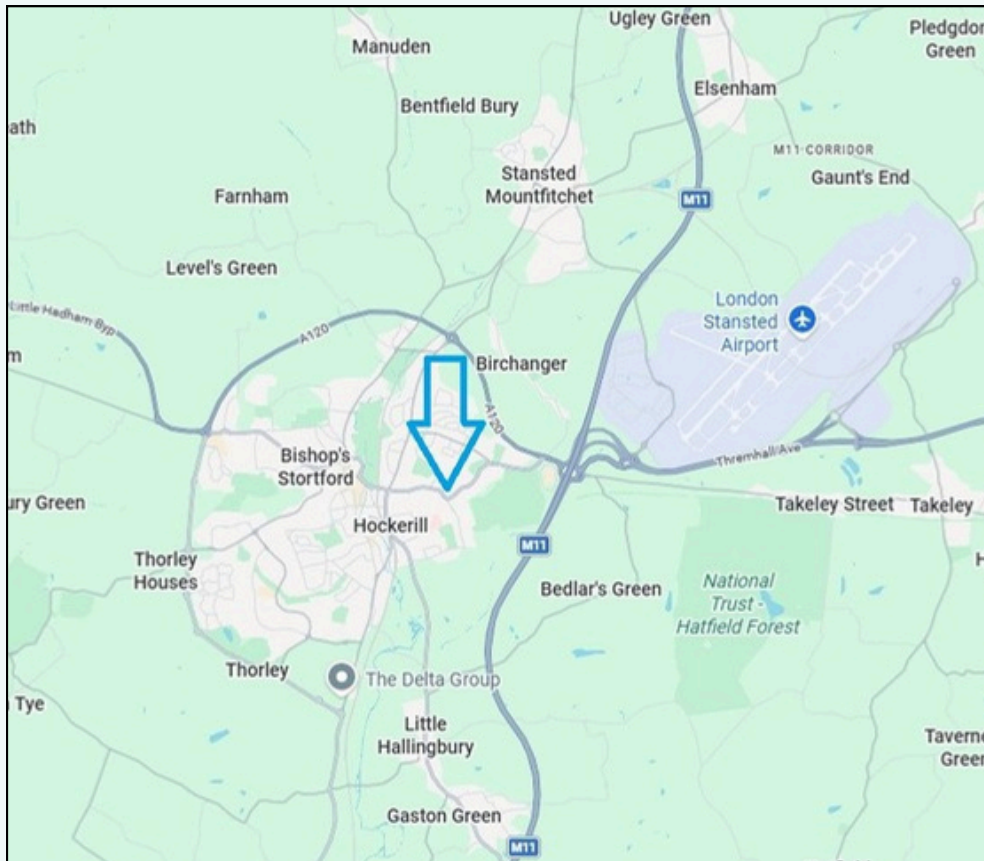 Ugley Green
Manuden
Elsenham
Bentfield Bury
M11 CORRIDOR
Stansted
Mountfitchet
Gaunt's End
Farnham
M11
Level's Green
London
Stansted
Airport
Little Hadham Byp
A120
Birchanger
A120
Bishop's
Stortford
Thremhall Ave
Takeley Street
Takeley
Hockerill
M11
Thorley
Houses
Bedlar's Green
National
Trust -
Hatfield Forest
Thorley
The Delta Group
Tye
Little
Hallingbury
Green
Gaston Green
M11
Green
ury Green
Pledgdon
Green